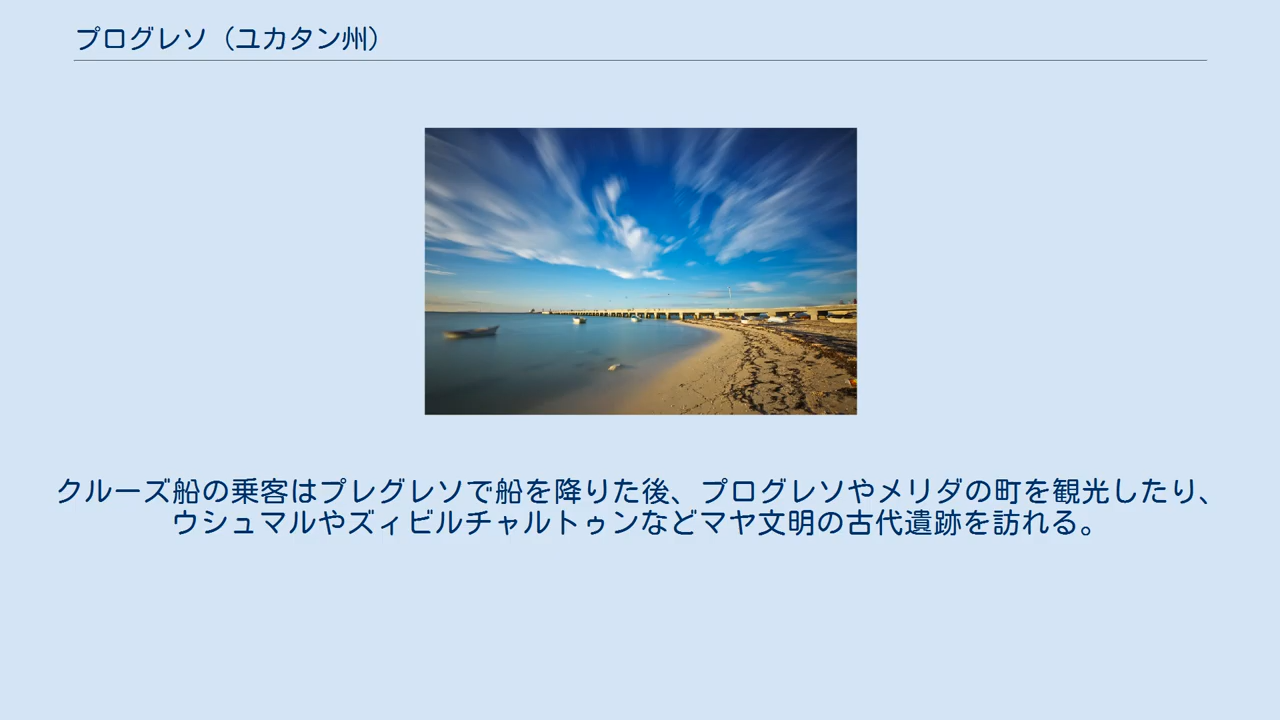 プログレソ（ユカタン州）
クルーズ船の乗客はプレグレソで船を降りた後、プログレソやメリダの町を観光したり、
ウシュマルやズィビルチャルトゥンなどマヤ文明の古代遺跡を訪れる。